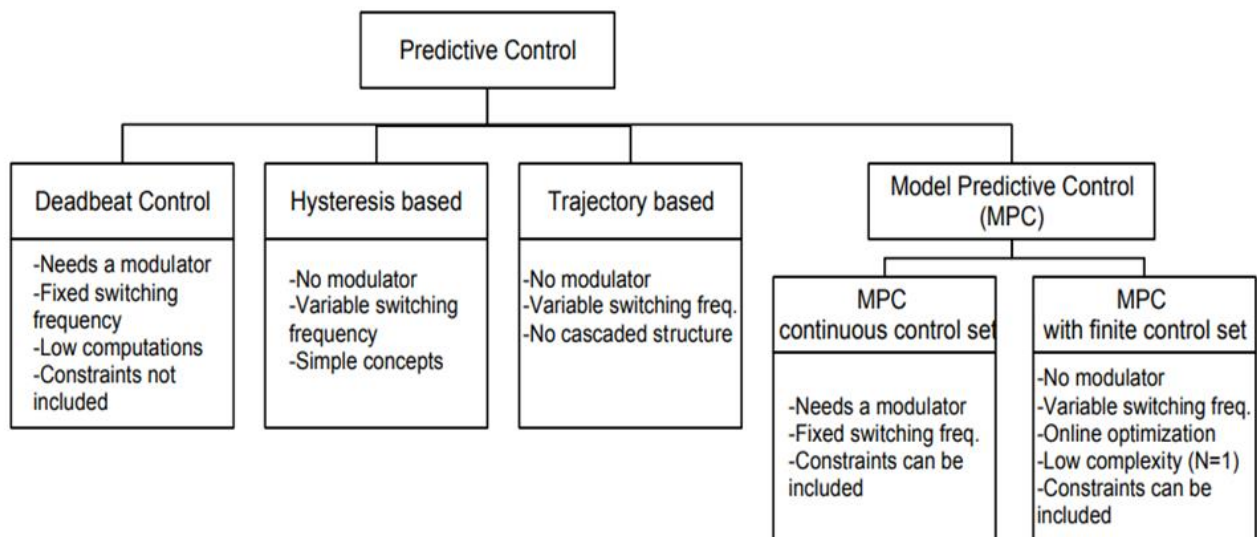 Predictive Control
Deadbeat Control
-Needs a modulator
-Fixed switching
frequency
-Low computations
-Constraints not
included
Hysteresis based
-No modulator
-Variable switching
frequency
-Simple concepts
Trajectory based
-No modulator
-Variable switching freq.
-No cascaded structure
Model Predictive Control
(MPC)
MPC
continuous control set
-Needs a modulator
-Fixed switching freq.
-Constraints can be
included
MPC
with finite control set
-No modulator
-Variable switching freq.
-Online optimization
-Low complexity (N=1)
-Constraints can be
included